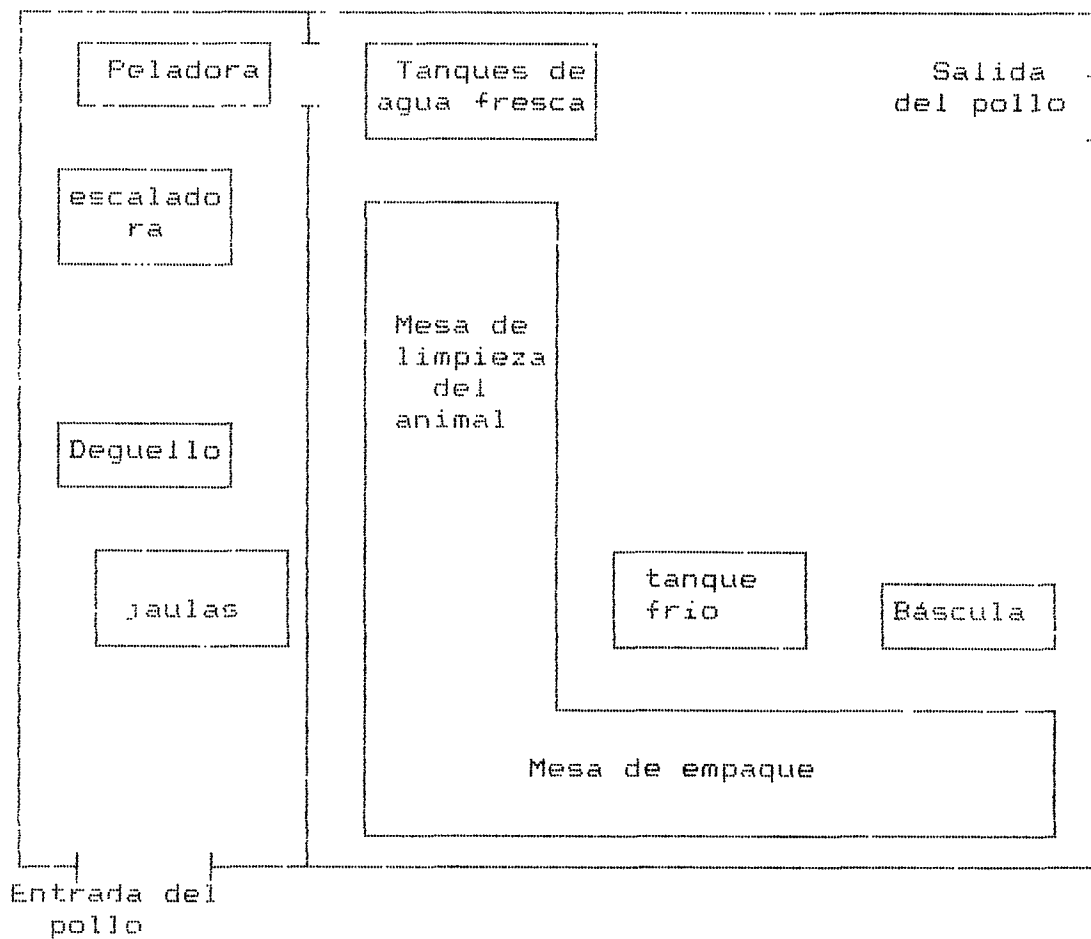 Peladora
Tanques de
agua fresca
Salida
del pollo
escalado
ra
Mesa de
limpieza
del
animal
Deguello
jaulas
tanque
frio
Báscula
Mesa de empaque
Entrada del
pollo